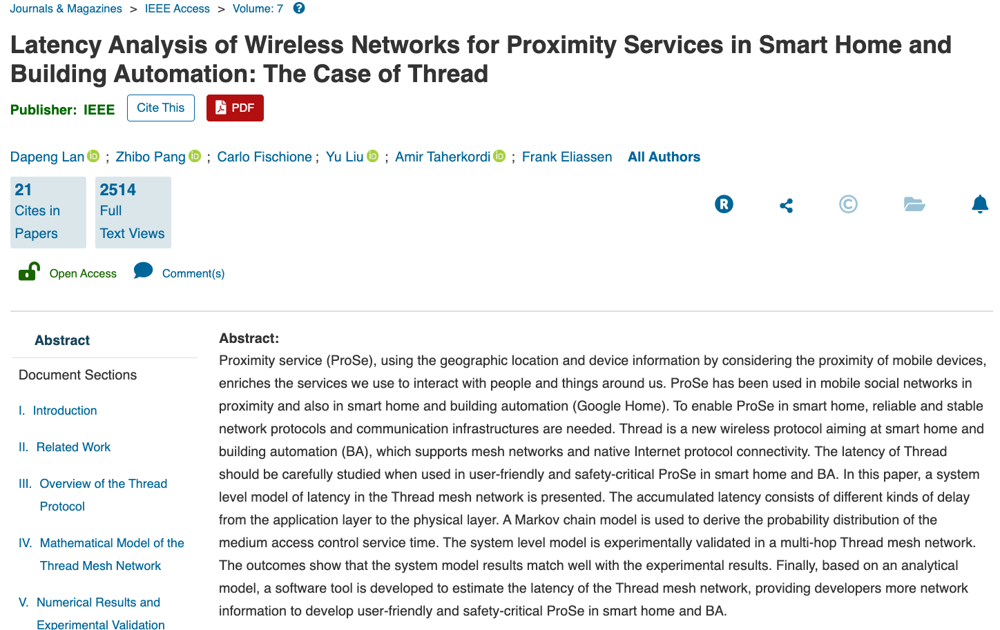 Journals & Magazines > IEEE Access > Volume: 7 ?
Latency Analysis of Wireless Networks for Proximity Services in Smart Home and
Building Automation: The Case of Thread
Publisher: IEEE Cite This PDF
Dapeng Lan iD ; Zhibo Pang iD ; Carlo Fischione ; Yu Liu iD ; Amir Taherkordi iD ; Frank Eliassen All Authors
21
Cites in
Papers
2514
Full
Text Views
R ©
Open Access Comment(s)
Abstract
Document Sections
I. Introduction
II. Related Work
III. Overview of the Thread
Protocol
IV. Mathematical Model of the
Thread Mesh Network
V. Numerical Results and
Experimental Validation
Abstract:
Proximity service (ProSe), using the geographic location and device information by considering the proximity of mobile devices,
enriches the services we use to interact with people and things around us. ProSe has been used in mobile social networks in
proximity and also in smart home and building automation (Google Home). To enable ProSe in smart home, reliable and stable
network protocols and communication infrastructures are needed. Thread is a new wireless protocol aiming at smart home and
building automation (BA), which supports mesh networks and native Internet protocol connectivity. The latency of Thread
should be carefully studied when used in user-friendly and safety-critical ProSe in smart home and BA. In this paper, a system
level model of latency in the Thread mesh network is presented. The accumulated latency consists of different kinds of delay
from the application layer to the physical layer. A Markov chain model is used to derive the probability distribution of the
medium access control service time. The system level model is experimentally validated in a multi-hop Thread mesh network.
The outcomes show that the system model results match well with the experimental results. Finally, based on an analytical
model, a software tool is developed to estimate the latency of the Thread mesh network, providing developers more network
information to develop user-friendly and safety-critical ProSe in smart home and BA.